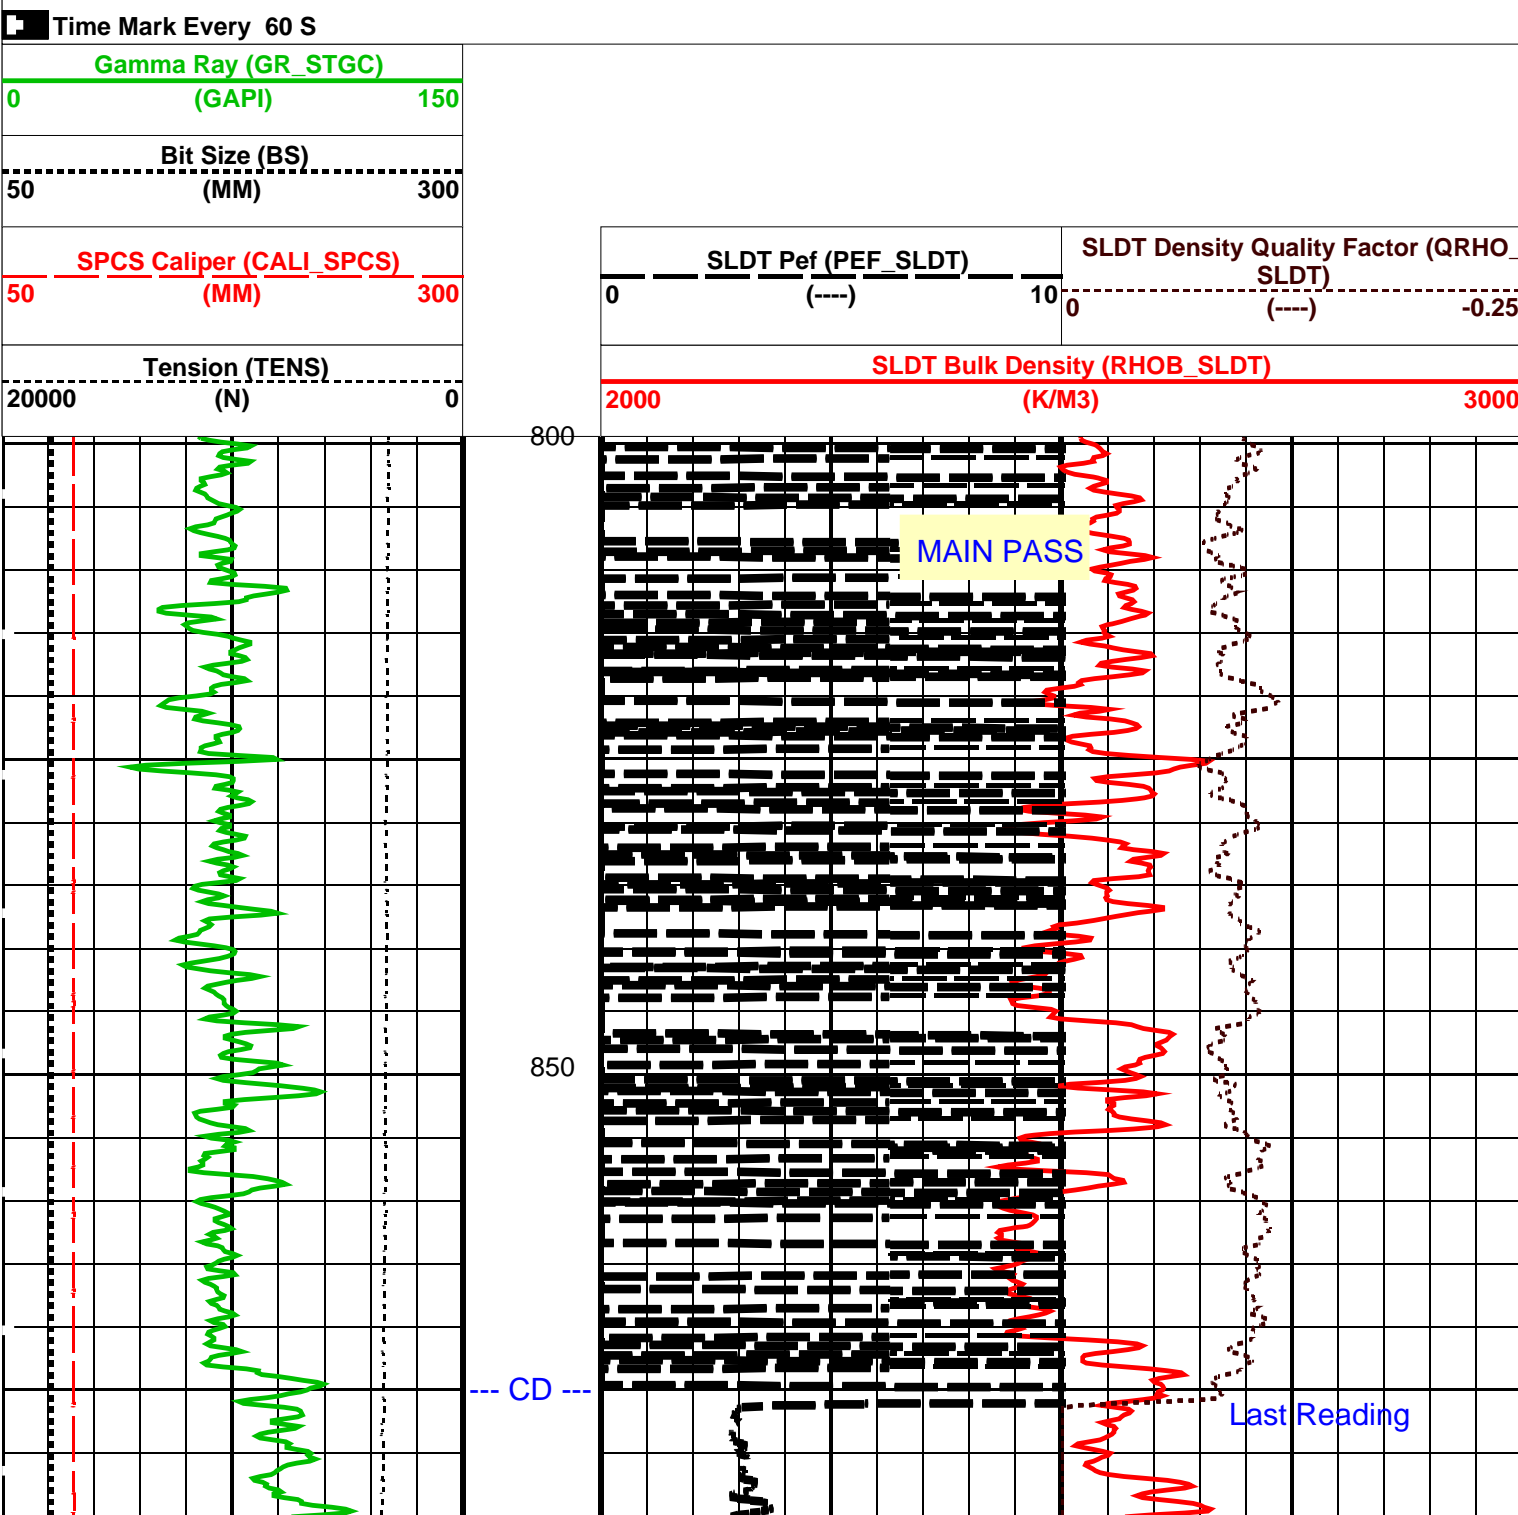 Time Mark Every 60 S
Gamma Ray (GR_STGC)
0 (GAPI) 150
Bit Size (BS)
50 (MM) 300
SPCS Caliper (CALI_SPCS)
50 (MM) 300
Tension (TENS)
20000 (N) 0
SLDT Pef (PEF_SLDT)
0 (----) 10
SLDT Density Quality Factor (QRHO_
SLDT)
0 (----) -0.25
SLDT Bulk Density (RHOB_SLDT)
2000 (K/M3) 3000
800
MAIN PASS
850
--- CD ---
Last Reading